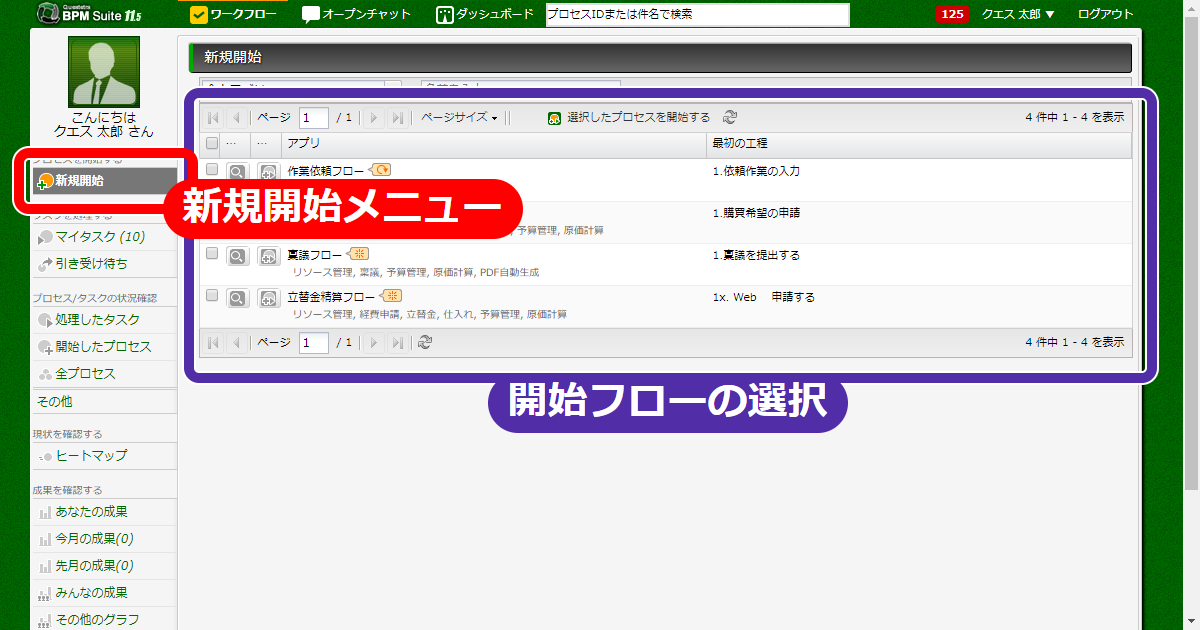 Questetra
BPM Suite 11.5
ワークフロー
オープンチャット
ダッシュボード
プロセスIDまたは件名で検索
125
クエス 太郎 ▼
ログアウト
こんにちは
クエス 太郎 さん
プロセスを開始する
新規開始
タスクを処理する
マイタスク (10)
引き受け待ち
プロセス/タスクの状況確認
処理したタスク
開始したプロセス
全プロセス
その他
現状を確認する
ヒートマップ
成果を確認する
あなたの成果
今月の成果(0)
先月の成果(0)
みんなの成果
その他のグラフ
新規開始
ページ 1 / 1 ページサイズ
選択したプロセスを開始する
4 件中 1 - 4 を表示
... ... アプリ 最初の工程
作業依頼フロー 1.依頼作業の入力
1.購買希望の申請
予算管理, 原価計算
稟議フロー 1.稟議を提出する
リソース管理, 稟議, 予算管理, 原価計算, PDF自動生成
立替金精算フロー 1x. Web 申請する
リソース管理, 経費申請, 立替金, 仕入れ, 予算管理, 原価計算
ページ 1 / 1
4 件中 1 - 4 を表示
新規開始メニュー
開始フローの選択